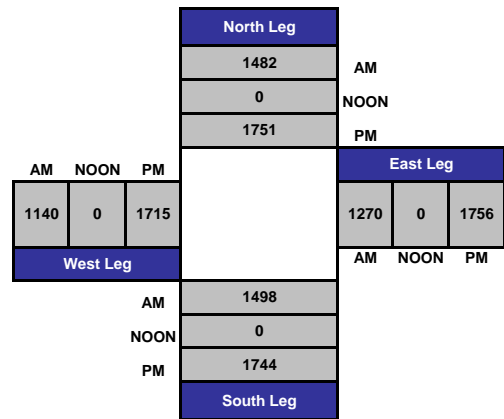 North Leg
1482 AM
0 NOON
1751 PM
AM NOON PM
East Leg
1140 0 1715
1270 0 1756
West Leg
AM NOON PM
AM 1498
NOON 0
PM 1744
South Leg